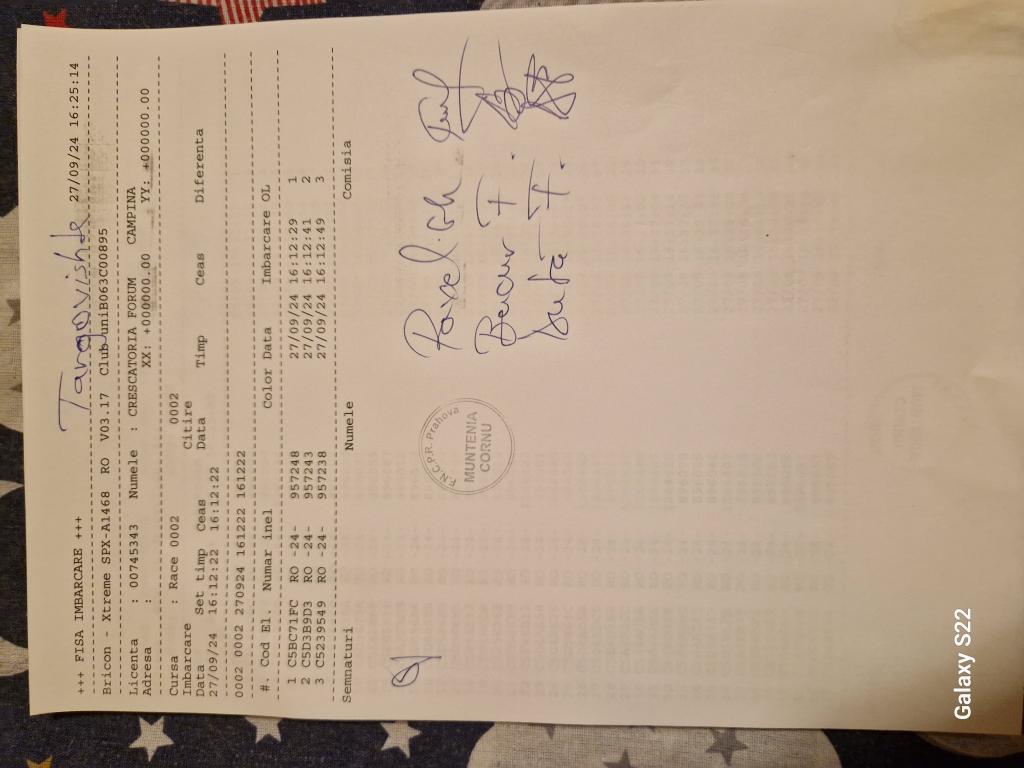 Targovishte
+++ FISA IMBARCARE +++ 27/09/24 16:25:14
Bricon - Xtreme SPX-A1468 RO V03.17 Club uniB063C00895
Licenta : 00745343 Numele : CRESCATORIA FORUM CAMPINA
Adresa : XX: +000000.00 YY: +000000.00
Cursa : Race 0002 0002
Imbarcare Citire
Data Set timp Ceas Data Timp Ceas Diferenta
27/09/24 16:12:22 16:12:22
0002 0002 270924 161222 161222
#. Cod El. Numar inel Color Data Imbarcare OL
1 C5BC71FC RO -24- 957248 27/09/24 16:12:29 1
2 C5D3B9D3 RO -24- 957243 27/09/24 16:12:41 2
3 C5239549 RO -24- 957238 27/09/24 16:12:49 3
Semnaturi Numele Comisia
F.N.C.P.R. Prahova
MUNTENIA
CORNU
Pavel. Gh
F.
F.
Galaxy S22